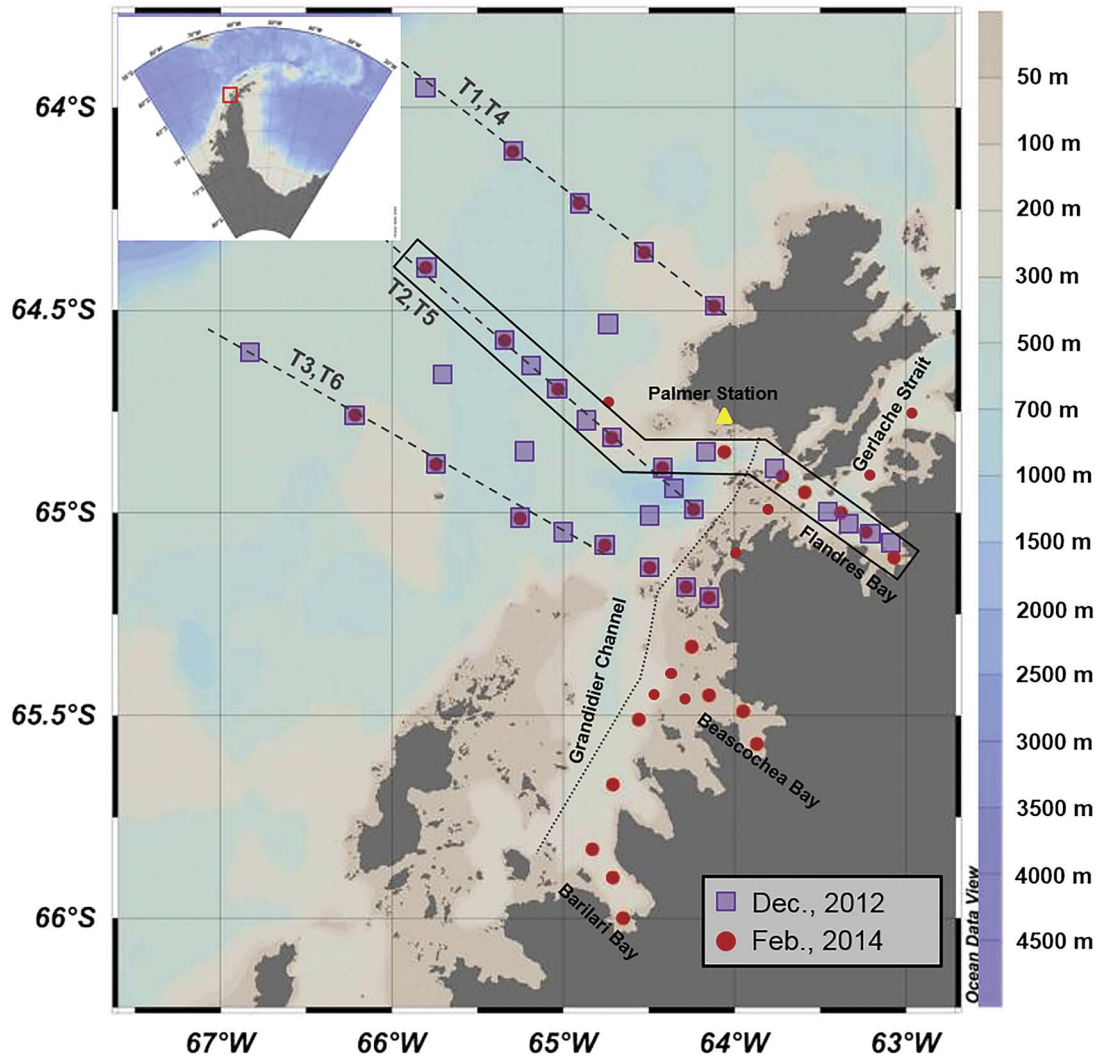 64°S
64.5°S
65°S
65.5°S
66°S
T1,T4
T2,T5
T3,T6
Palmer Station
Gerlache Strait
Flandres Bay
Grandidier Channel
Beascochea Bay
Barilari Bay
Dec., 2012
Feb., 2014
Ocean Data View
67°W
66°W
65°W
64°W
63°W
50 m
100 m
200 m
300 m
500 m
700 m
1000 m
1500 m
2000 m
2500 m
3000 m
3500 m
4000 m
4500 m